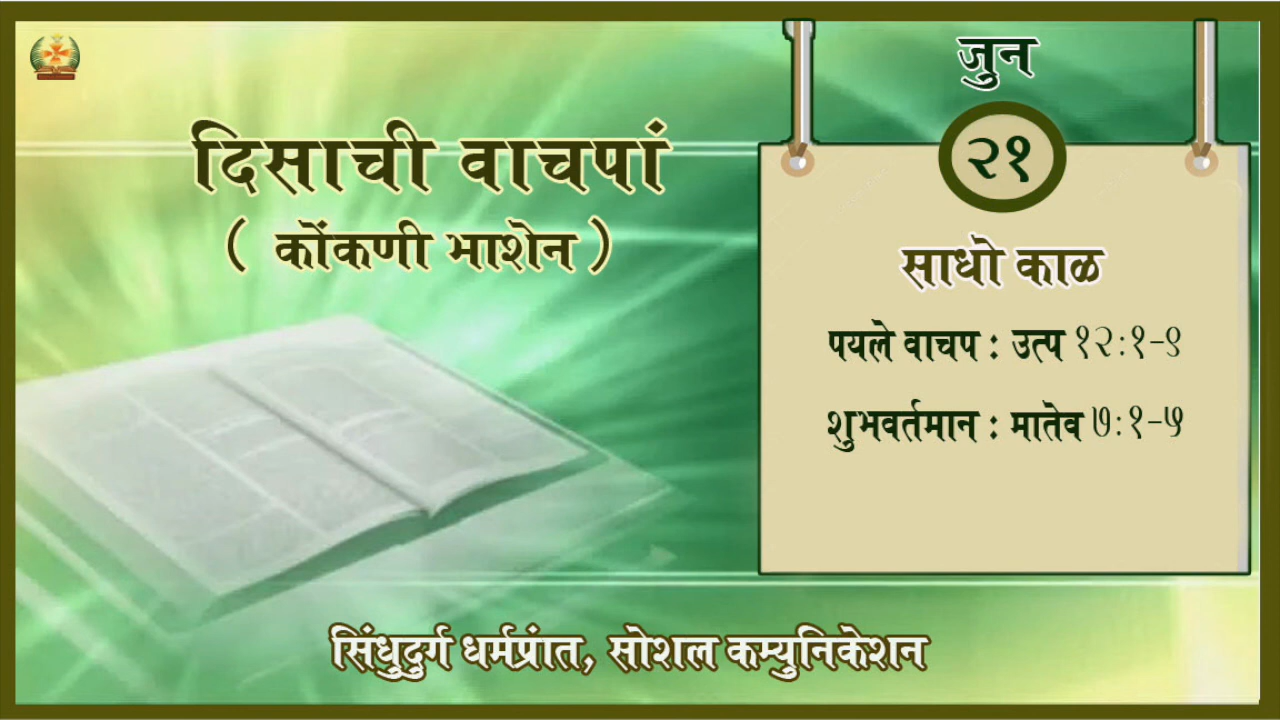 दिसाची वाचपां
( कोंकणी भाशेन )
जुन
२१
साधो काळ
पयले वाचप : उत्प १२:१-९
शुभवर्तमान : मातेव ७:१-५
सिंधुदुर्ग धर्मप्रांत, सोशल कम्युनिकेशन